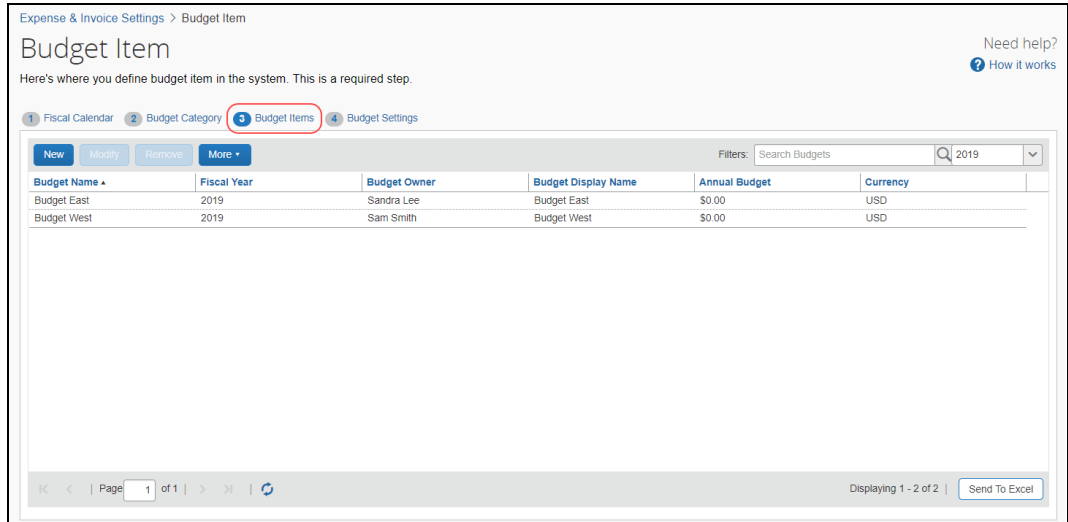 Expense & Invoice Settings > Budget Item
Budget Item
Need help?
? How it works
Here's where you define budget item in the system. This is a required step.
1 Fiscal Calendar 2 Budget Category 3 Budget Items 4 Budget Settings
New Modify Remove More Filters: Search Budgets 2019
Budget Name Fiscal Year Budget Owner Budget Display Name Annual Budget Currency
Budget East 2019 Sandra Lee Budget East $0.00 USD
Budget West 2019 Sam Smith Budget West $0.00 USD
| Page 1 of 1 | | Displaying 1 - 2 of 2 | Send To Excel